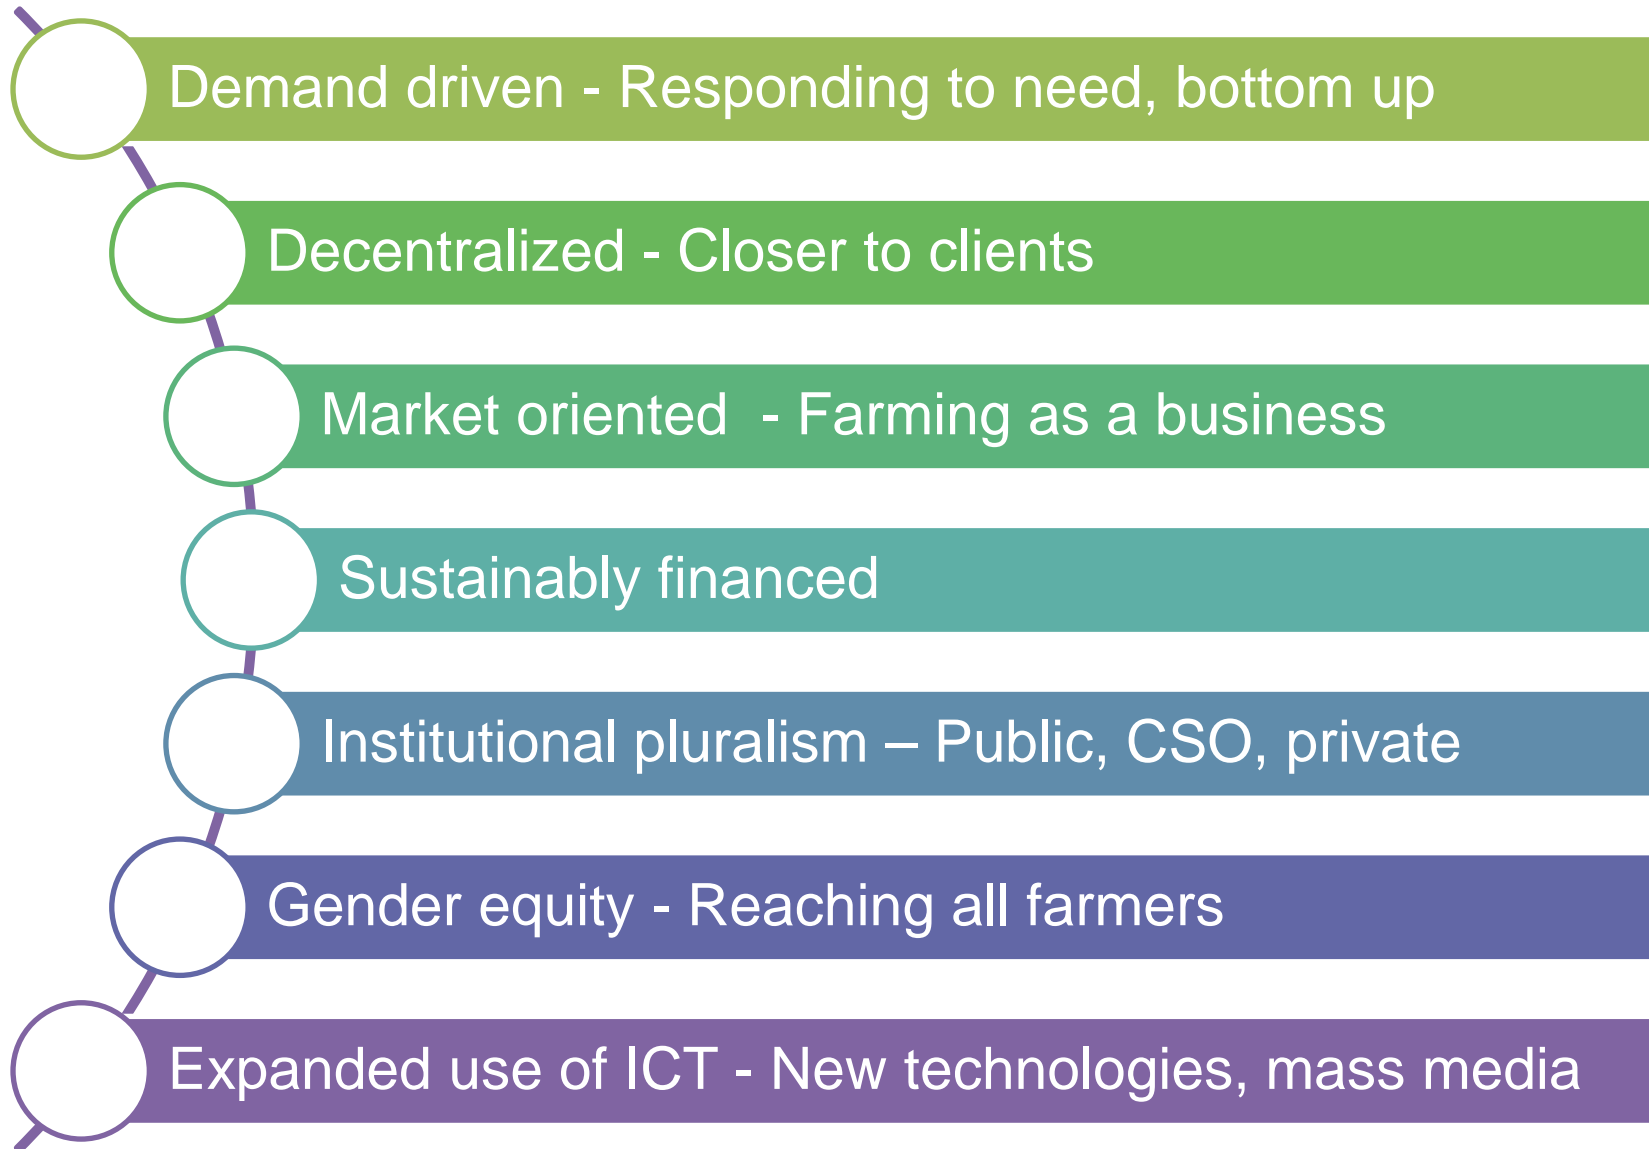 Demand driven - Responding to need, bottom up
Decentralized - Closer to clients
Market oriented  - Farming as a business
Sustainably financed
Institutional pluralism – Public, CSO, private
Gender equity - Reaching all farmers
Expanded use of ICT - New technologies, mass media